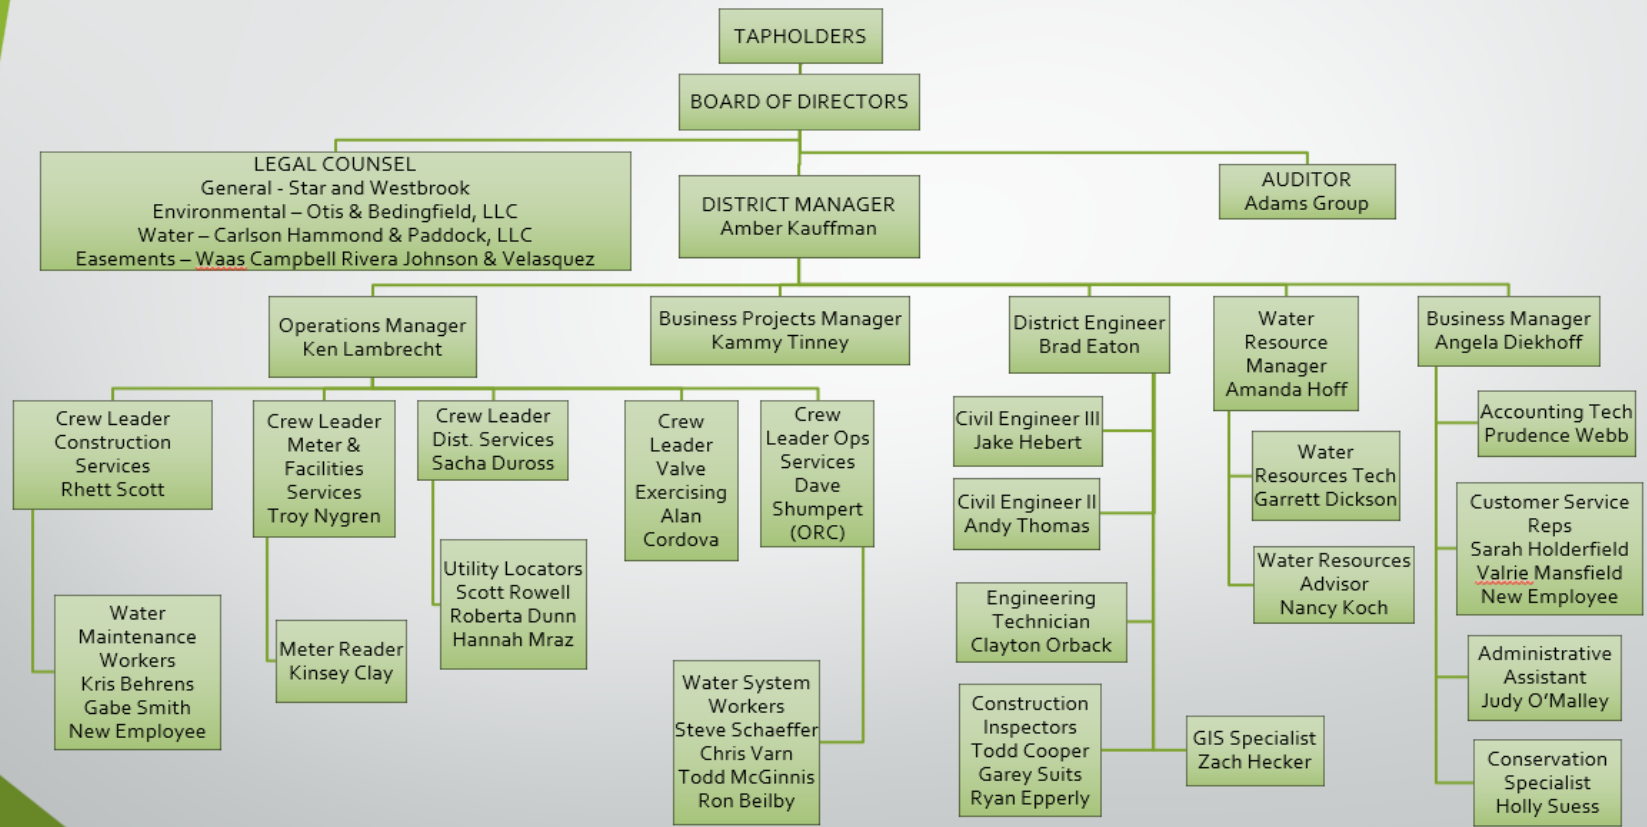 TAPHOLDERS
BOARD OF DIRECTORS
LEGAL COUNSEL
General - Star and Westbrook
Environmental – Otis & Bedingfield, LLC
Water – Carlson Hammond & Paddock, LLC
Easements – Waas Campbell Rivera Johnson & Velasquez
DISTRICT MANAGER
Amber Kauffman
AUDITOR
Adams Group
Operations Manager
Ken Lambrecht
Business Projects Manager
Kammy Tinney
District Engineer
Brad Eaton
Water
Resource
Manager
Amanda Hoff
Business Manager
Angela Diekhoff
Crew Leader
Construction
Services
Rhett Scott
Crew Leader
Meter &
Facilities
Services
Troy Nygren
Crew Leader
Dist. Services
Sacha Duross
Crew
Leader
Valve
Exercising
Alan
Cordova
Crew
Leader Ops
Services
Dave
Shumpert
(ORC)
Water
Maintenance
Workers
Kris Behrens
Gabe Smith
New Employee
Meter Reader
Kinsey Clay
Utility Locators
Scott Rowell
Roberta Dunn
Hannah Mraz
Water System
Workers
Steve Schaeffer
Chris Varn
Todd McGinnis
Ron Beilby
Civil Engineer III
Jake Hebert
Civil Engineer II
Andy Thomas
Engineering
Technician
Clayton Orback
Construction
Inspectors
Todd Cooper
Garey Suits
Ryan Epperly
GIS Specialist
Zach Hecker
Water
Resources Tech
Garrett Dickson
Water Resources
Advisor
Nancy Koch
Accounting Tech
Prudence Webb
Customer Service
Reps
Sarah Holderfield
Valrie Mansfield
New Employee
Administrative
Assistant
Judy O’Malley
Conservation
Specialist
Holly Suess